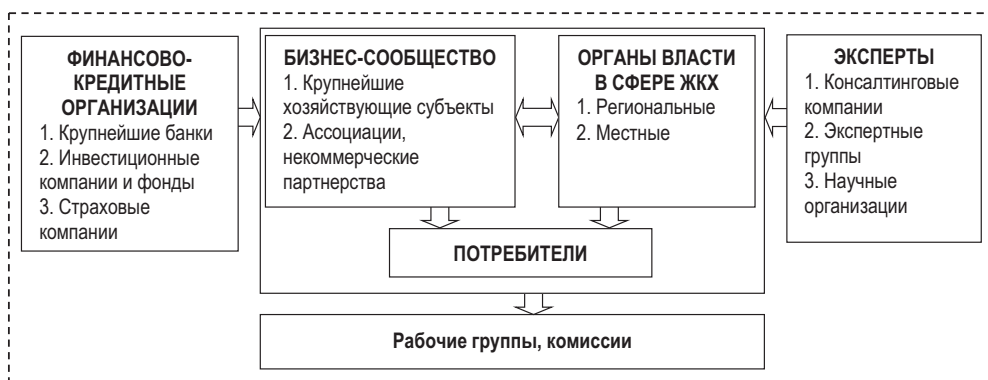 ФИНАНСОВО-
КРЕДИТНЫЕ
ОРГАНИЗАЦИИ
1. Крупнейшие банки
2. Инвестиционные
компании и фонды
3. Страховые
компании
БИЗНЕС-СООБЩЕСТВО
1. Крупнейшие
хозяйствующие субъекты
2. Ассоциации,
некоммерческие
партнерства
ОРГАНЫ ВЛАСТИ
В СФЕРЕ ЖКХ
1. Региональные
2. Местные
ЭКСПЕРТЫ
1. Консалтинговые
компании
2. Экспертные
группы
3. Научные
организации
ПОТРЕБИТЕЛИ
Рабочие группы, комиссии